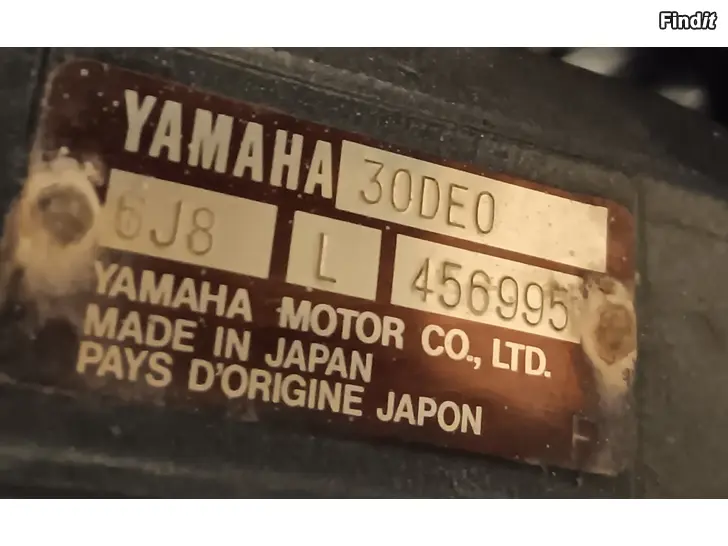 Findit
YAMAHA 30DEO
6J8 L 456995
YAMAHA MOTOR CO., LTD.
MADE IN JAPAN
PAYS D'ORIGINE JAPON